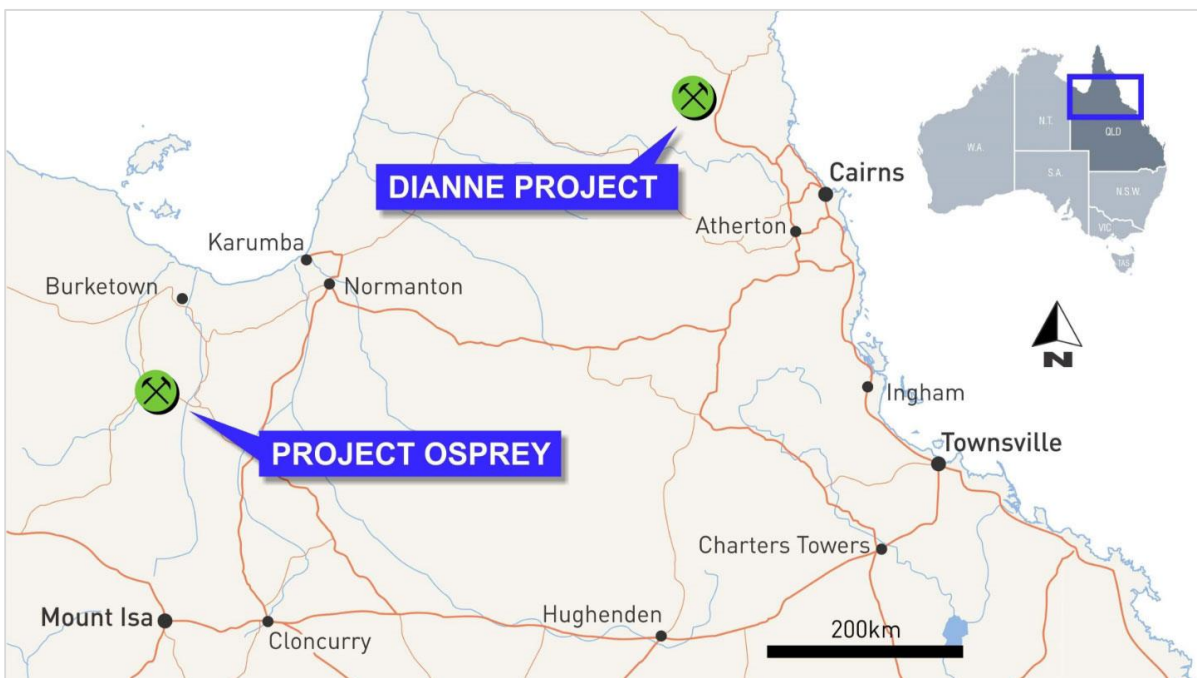 DIANNE PROJECT
Cairns
Atherton
Karumba
Burketown
Normanton
Ingham
PROJECT OSPREY
Townsville
Charters Towers
Mount Isa
Cloncurry
Hughenden
200km
N
W.A.
N.T.
QLD
S.A.
N.S.W.
VIC
TAS